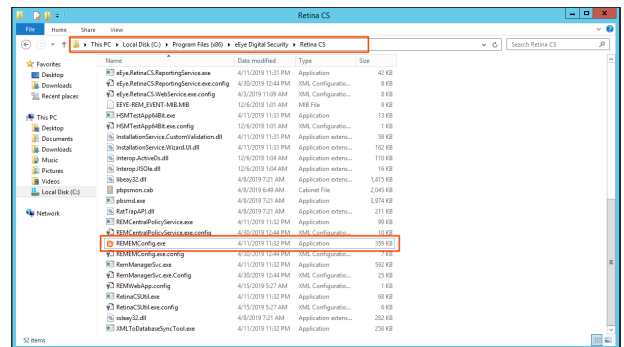 Retina CS
File Home Share View
This PC Local Disk (C:) Program Files (x86) eEye Digital Security Retina CS
Search Retina CS
Name Date modified Type Size
Favorites
Desktop
Downloads
Recent places
This PC
Desktop
Documents
Downloads
Music
Pictures
Videos
Local Disk (C:)
Network
eEye.RetinaCS.ReportingService.exe 4/11/2019 11:31 PM Application 42 KB
eEye.RetinaCS.ReportingService.exe.config 4/30/2019 12:44 PM XML Configuratio... 8 KB
eEye.RetinaCS.WebService.exe.config 4/3/2019 11:09 AM XML Configuratio... 8 KB
EEYE-REM_EVENT-MIB.MIB 12/6/2018 1:01 AM MIB File 9 KB
HSMTestApp64Bit.exe 4/11/2019 11:31 PM Application 13 KB
HSMTestApp64Bit.exe.config 12/6/2018 1:01 AM XML Configuratio... 1 KB
InstallationService.CustomValidation.dll 4/11/2019 11:31 PM Application extens... 59 KB
InstallationService.Wizard.UI.dll 4/11/2019 11:31 PM Application extens... 162 KB
Interop.ActiveDs.dll 12/6/2018 1:04 AM Application extens... 110 KB
Interop.JISOle.dll 12/6/2018 1:04 AM Application extens... 16 KB
libeay32.dll 4/8/2019 7:21 AM Application extens... 1,415 KB
pbpsmon.cab 4/8/2019 6:49 AM Cabinet File 2,045 KB
pbsmd.exe 4/8/2019 7:21 AM Application 3,974 KB
RatTrapAPI.dll 4/8/2019 7:21 AM Application extens... 211 KB
REMCentralPolicyService.exe 4/11/2019 11:32 PM Application 99 KB
REMCentralPolicyService.exe.config 4/30/2019 12:44 PM XML Configuratio... 10 KB
REMEMConfig.exe 4/11/2019 11:32 PM Application 359 KB
REMEMConfig.exe.config 4/30/2019 12:44 PM XML Configuratio... 7 KB
RemManagerSvc.exe 4/11/2019 11:32 PM Application 592 KB
RemManagerSvc.exe.Config 4/30/2019 12:44 PM XML Configuratio... 25 KB
REMWebApp.config 4/15/2019 5:27 AM XML Configuratio... 1 KB
RetinaCSUtil.exe 4/11/2019 11:32 PM Application 68 KB
RetinaCSUtil.exe.config 4/15/2019 5:27 AM XML Configuratio... 6 KB
ssleay32.dll 4/8/2019 7:21 AM Application extens... 282 KB
XMLToDatabaseSyncTool.exe 4/11/2019 11:32 PM Application 256 KB
52 items